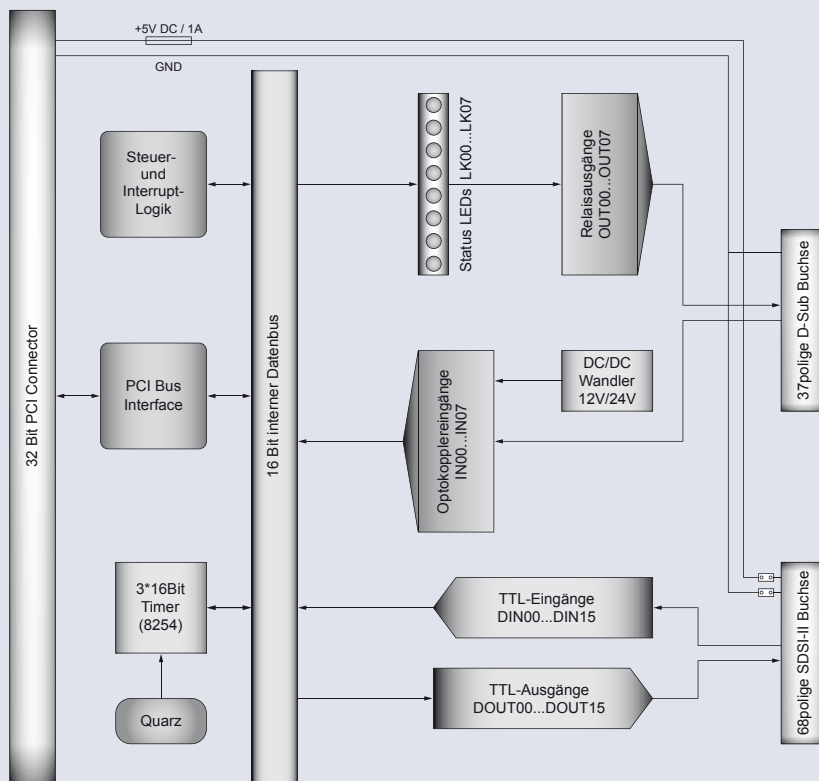 +5V DC / 1A
GND
32 Bit PCI Connector
Steuer-
und
Interrupt-
Logik
PCI Bus
Interface
3*16Bit
Timer
(8254)
Quarz
16 Bit interner Datenbus
Status LEDs LK00...LK07
Relaisausgänge
OUT00...OUT07
Optokopplereingänge
IN00...IN07
DC/DC
Wandler
12V/24V
TTL-Eingänge
DIN00...DIN15
TTL-Ausgänge
DOUT00...DOUT15
37polige D-Sub Buchse
68polige SDSI-II Buchse